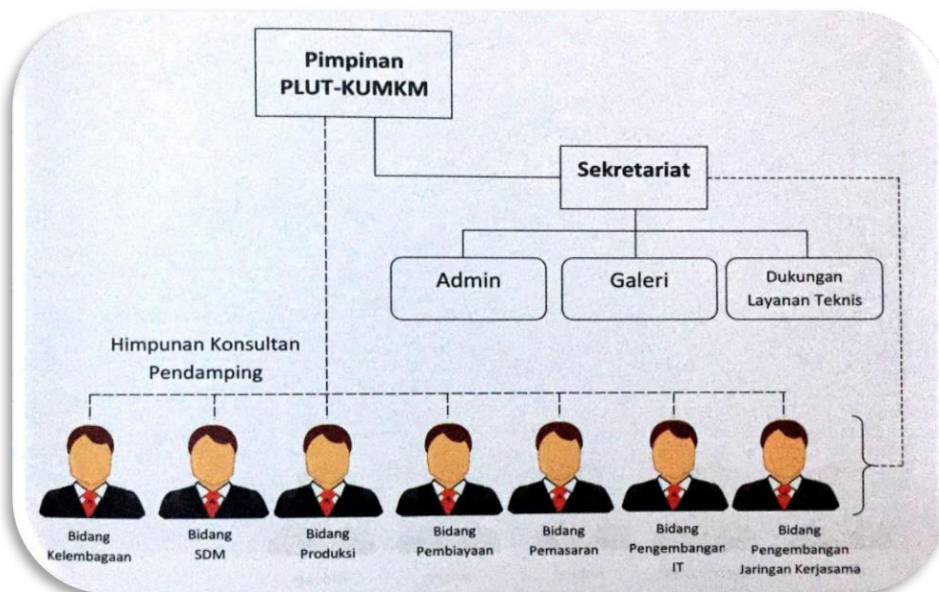 Pimpinan
PLUT-KUMKM
Sekretariat
Admin
Galeri
Dukungan
Layanan Teknis
Himpunan Konsultan
Pendamping
Bidang
Kelembagaan
Bidang
SDM
Bidang
Produksi
Bidang
Pembiayaan
Bidang
Pemasaran
Bidang
Pengembangan
IT
Bidang
Pengembangan
Jaringan Kerjasama